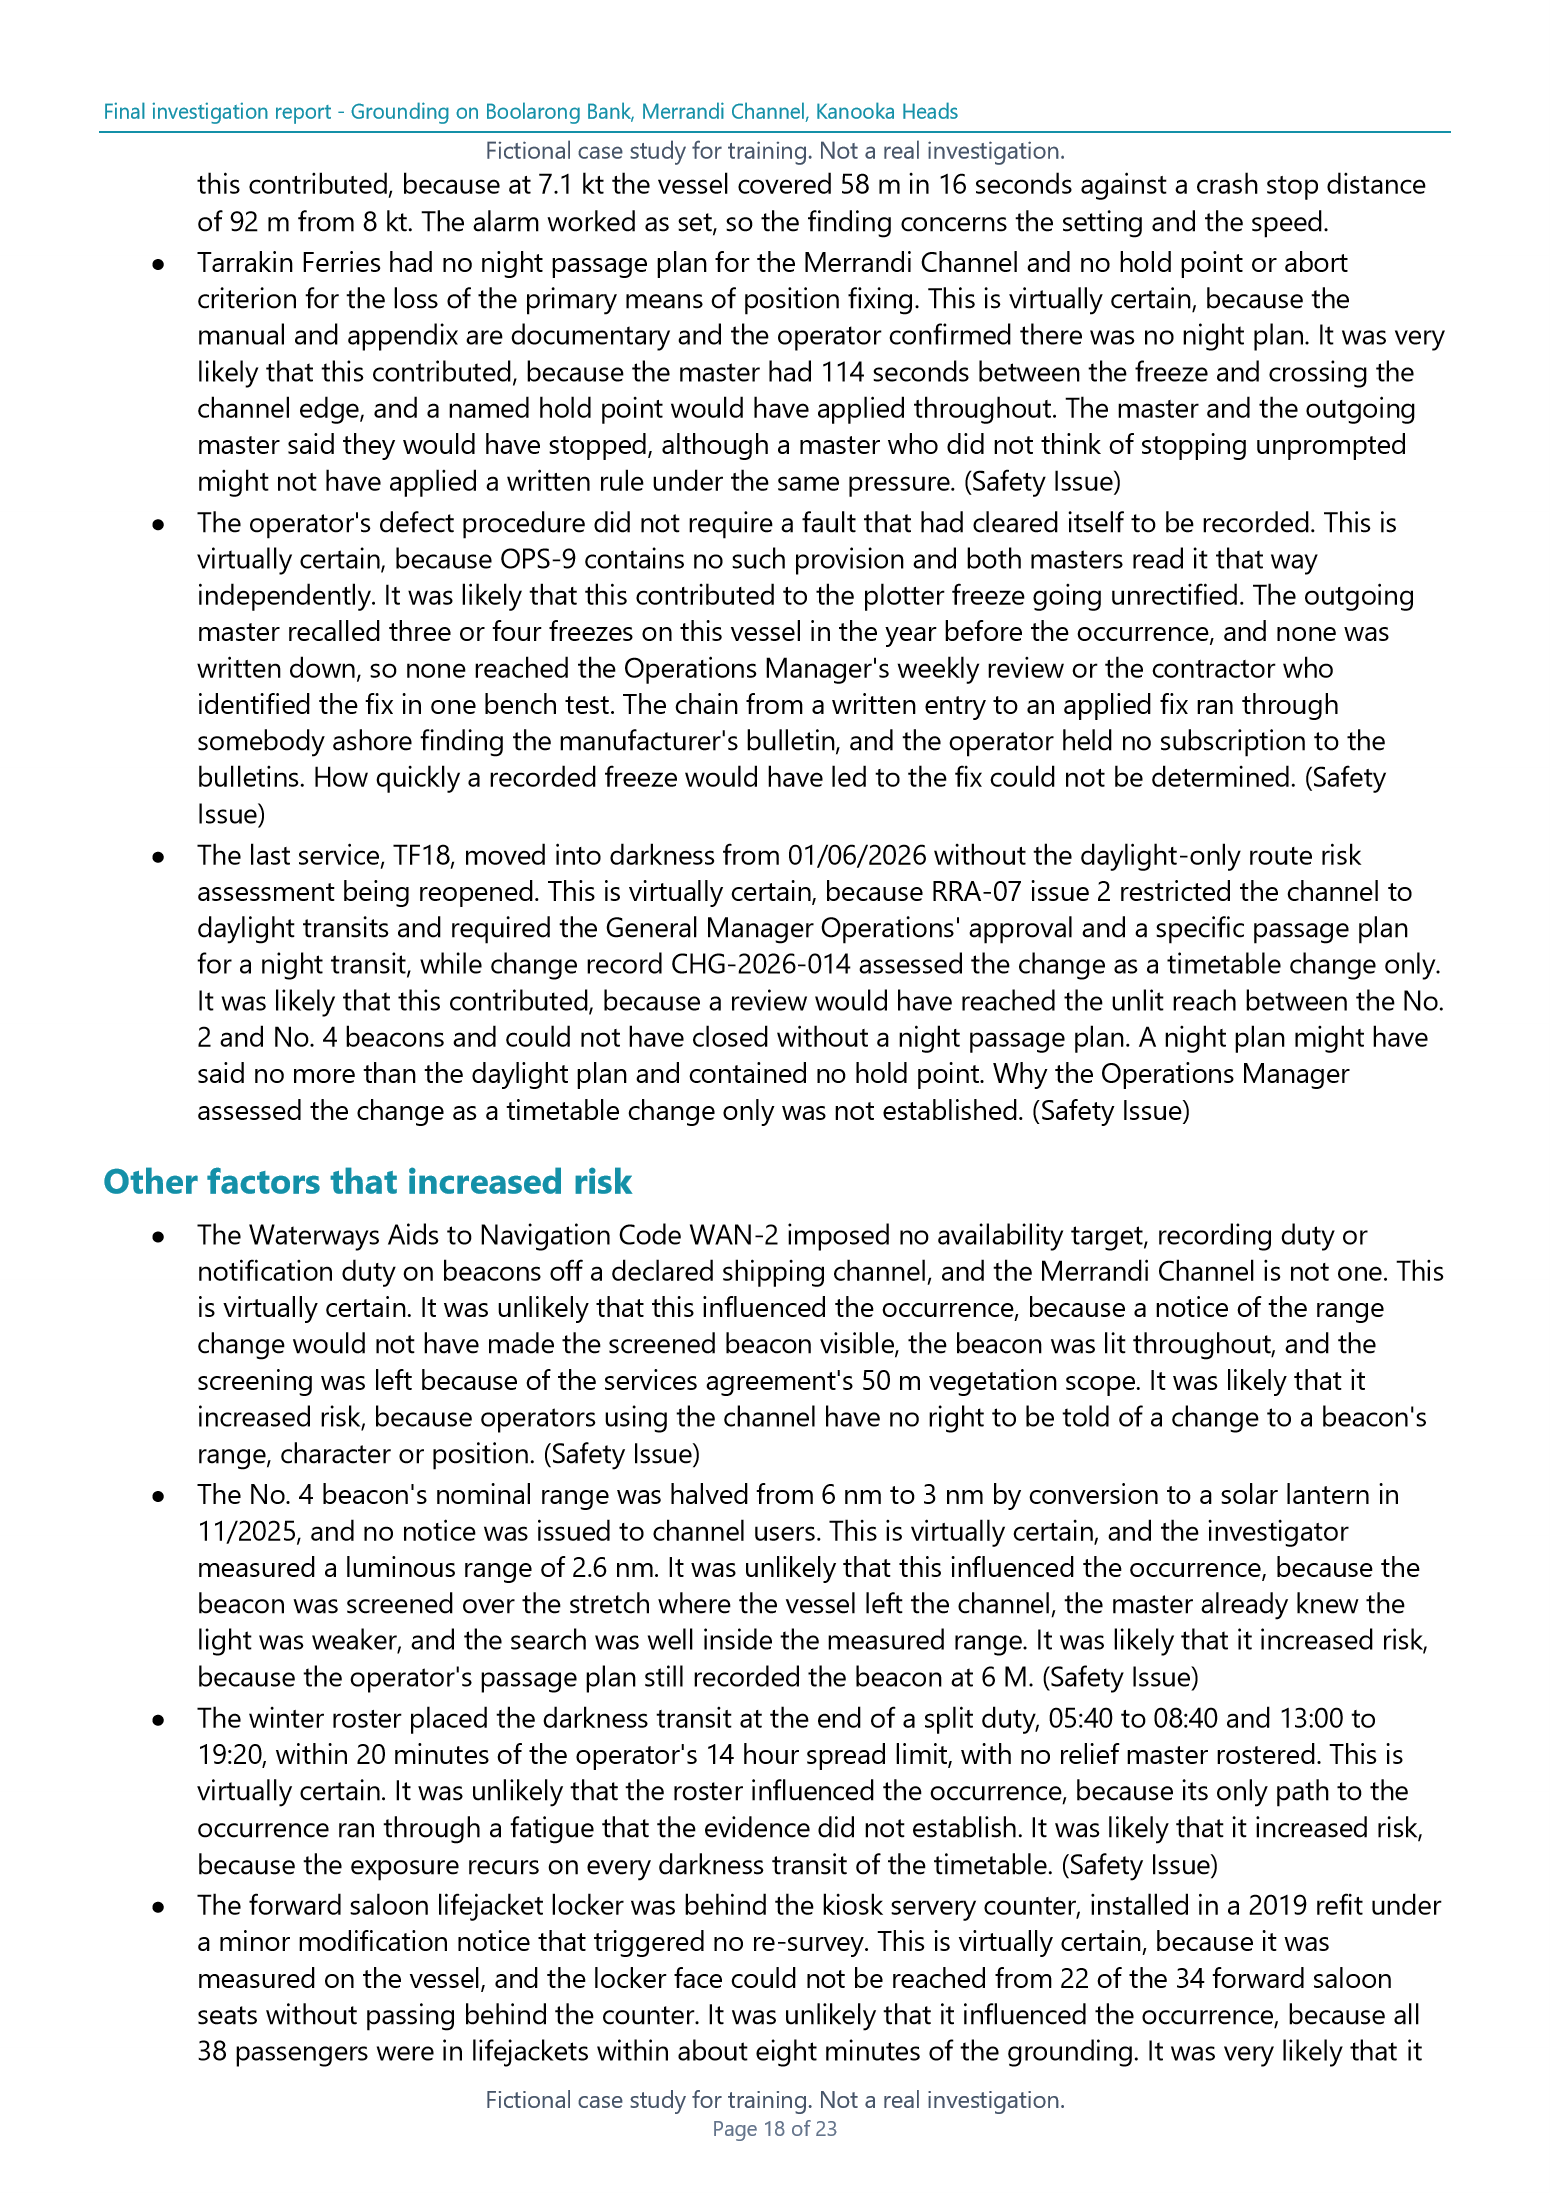 Final investigation report - Grounding on Boolarong Bank, Merrandi Channel, Kanooka Heads
Fictional case study for training. Not a real investigation.
this contributed, because at 7.1 kt the vessel covered 58 m in 16 seconds against a crash stop distance
of 92 m from 8 kt. The alarm worked as set, so the finding concerns the setting and the speed.
● Tarrakin Ferries had no night passage plan for the Merrandi Channel and no hold point or abort
criterion for the loss of the primary means of position fixing. This is virtually certain, because the
manual and appendix are documentary and the operator confirmed there was no night plan. It was very
likely that this contributed, because the master had 114 seconds between the freeze and crossing the
channel edge, and a named hold point would have applied throughout. The master and the outgoing
master said they would have stopped, although a master who did not think of stopping unprompted
might not have applied a written rule under the same pressure. (Safety Issue)
● The operator's defect procedure did not require a fault that had cleared itself to be recorded. This is
virtually certain, because OPS-9 contains no such provision and both masters read it that way
independently. It was likely that this contributed to the plotter freeze going unrectified. The outgoing
master recalled three or four freezes on this vessel in the year before the occurrence, and none was
written down, so none reached the Operations Manager's weekly review or the contractor who
identified the fix in one bench test. The chain from a written entry to an applied fix ran through
somebody ashore finding the manufacturer's bulletin, and the operator held no subscription to the
bulletins. How quickly a recorded freeze would have led to the fix could not be determined. (Safety
Issue)
● The last service, TF18, moved into darkness from 01/06/2026 without the daylight-only route risk
assessment being reopened. This is virtually certain, because RRA-07 issue 2 restricted the channel to
daylight transits and required the General Manager Operations' approval and a specific passage plan
for a night transit, while change record CHG-2026-014 assessed the change as a timetable change only.
It was likely that this contributed, because a review would have reached the unlit reach between the No.
2 and No. 4 beacons and could not have closed without a night passage plan. A night plan might have
said no more than the daylight plan and contained no hold point. Why the Operations Manager
assessed the change as a timetable change only was not established. (Safety Issue)
Other factors that increased risk
● The Waterways Aids to Navigation Code WAN-2 imposed no availability target, recording duty or
notification duty on beacons off a declared shipping channel, and the Merrandi Channel is not one. This
is virtually certain. It was unlikely that this influenced the occurrence, because a notice of the range
change would not have made the screened beacon visible, the beacon was lit throughout, and the
screening was left because of the services agreement's 50 m vegetation scope. It was likely that it
increased risk, because operators using the channel have no right to be told of a change to a beacon's
range, character or position. (Safety Issue)
● The No. 4 beacon's nominal range was halved from 6 nm to 3 nm by conversion to a solar lantern in
11/2025, and no notice was issued to channel users. This is virtually certain, and the investigator
measured a luminous range of 2.6 nm. It was unlikely that this influenced the occurrence, because the
beacon was screened over the stretch where the vessel left the channel, the master already knew the
light was weaker, and the search was well inside the measured range. It was likely that it increased risk,
because the operator's passage plan still recorded the beacon at 6 M. (Safety Issue)
● The winter roster placed the darkness transit at the end of a split duty, 05:40 to 08:40 and 13:00 to
19:20, within 20 minutes of the operator's 14 hour spread limit, with no relief master rostered. This is
virtually certain. It was unlikely that the roster influenced the occurrence, because its only path to the
occurrence ran through a fatigue that the evidence did not establish. It was likely that it increased risk,
because the exposure recurs on every darkness transit of the timetable. (Safety Issue)
● The forward saloon lifejacket locker was behind the kiosk servery counter, installed in a 2019 refit under
a minor modification notice that triggered no re-survey. This is virtually certain, because it was
measured on the vessel, and the locker face could not be reached from 22 of the 34 forward saloon
seats without passing behind the counter. It was unlikely that it influenced the occurrence, because all
38 passengers were in lifejackets within about eight minutes of the grounding. It was very likely that it
Fictional case study for training. Not a real investigation.
Page 18 of 23